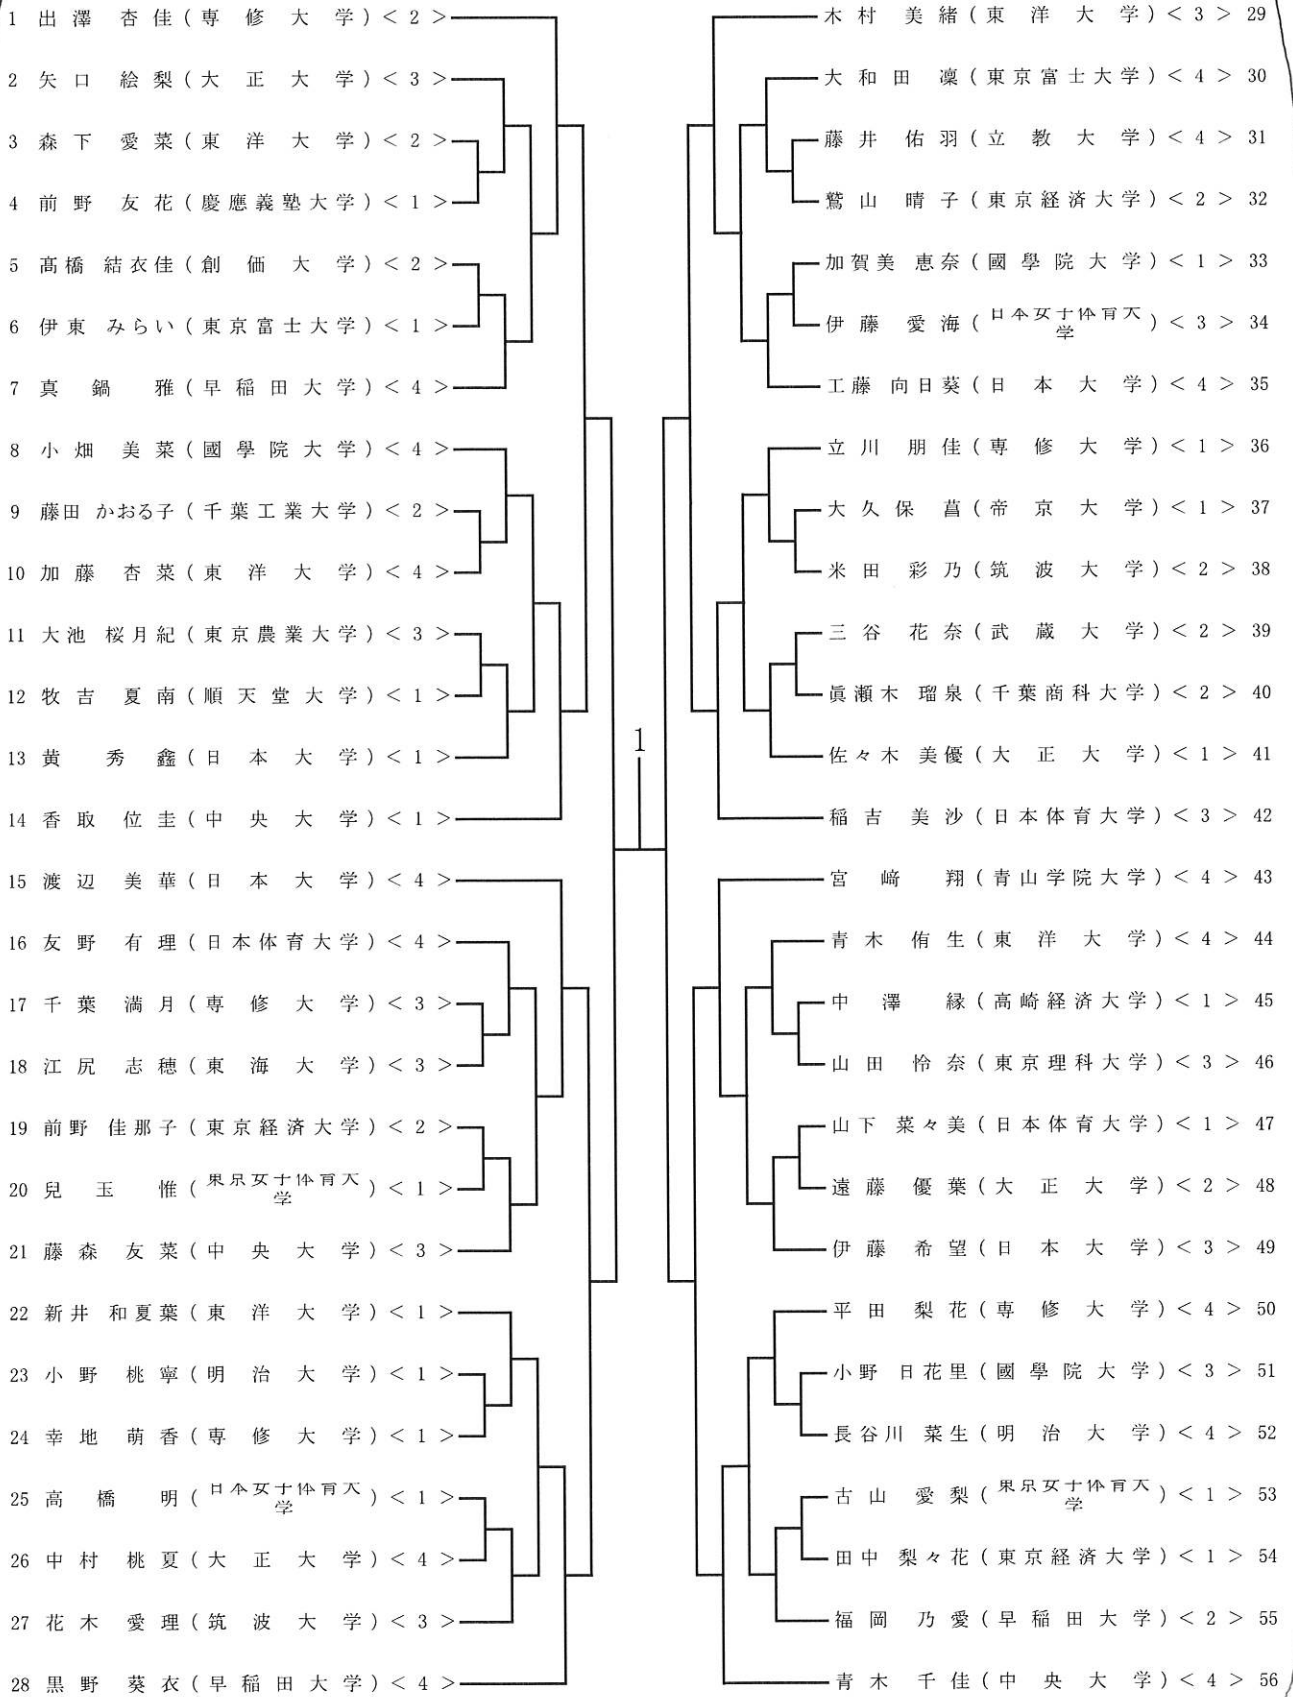 1 出澤 杏佳(専修大学)<2>
2 矢口 絵梨(大正大学)<3>
3 森下 愛菜(東洋大学)<2>
4 前野 友花(慶應義塾大学)<1>
5 髙橋 結衣佳(創価大学)<2>
6 伊東 みらい(東京富士大学)<1>
7 真鍋 雅(早稲田大学)<4>
8 小畑 美菜(國學院大学)<4>
9 藤田 かおる子(千葉工業大学)<2>
10 加藤 杏菜(東洋大学)<4>
11 大池 桜月紀(東京農業大学)<3>
12 牧吉 夏南(順天堂大学)<1>
13 黄 秀鑫(日本大学)<1>
14 香取 位圭(中央大学)<1>
15 渡辺 美華(日本大学)<4>
16 友野 有理(日本体育大学)<4>
17 千葉 満月(専修大学)<3>
18 江尻 志穂(東海大学)<3>
19 前野 佳那子(東京経済大学)<2>
20 兒玉 惟(東京女子体育大学)<1>
21 藤森 友菜(中央大学)<3>
22 新井 和夏葉(東洋大学)<1>
23 小野 桃寧(明治大学)<1>
24 幸地 萌香(専修大学)<1>
25 高橋 明(日本女子体育大学)<1>
26 中村 桃夏(大正大学)<4>
27 花木 愛理(筑波大学)<3>
28 黒野 葵衣(早稲田大学)<4>
1
木村 美緒(東洋大学)<3> 29
大和田 凜(東京富士大学)<4> 30
藤井 佑羽(立教大学)<4> 31
鷲山 晴子(東京経済大学)<2> 32
加賀美 恵奈(國學院大学)<1> 33
伊藤 愛海(日本女子体育大学)<3> 34
工藤 向日葵(日本大学)<4> 35
立川 朋佳(専修大学)<1> 36
大久保 菖(帝京大学)<1> 37
米田 彩乃(筑波大学)<2> 38
三谷 花奈(武蔵大学)<2> 39
眞瀬木 瑠泉(千葉商科大学)<2> 40
佐々木 美優(大正大学)<1> 41
稲吉 美沙(日本体育大学)<3> 42
宮﨑 翔(青山学院大学)<4> 43
青木 侑生(東洋大学)<4> 44
中澤 縁(高崎経済大学)<1> 45
山田 怜奈(東京理科大学)<3> 46
山下 菜々美(日本体育大学)<1> 47
遠藤 優葉(大正大学)<2> 48
伊藤 希望(日本大学)<3> 49
平田 梨花(専修大学)<4> 50
小野 日花里(國學院大学)<3> 51
長谷川 菜生(明治大学)<4> 52
古山 愛梨(東京女子体育大学)<1> 53
田中 梨々花(東京経済大学)<1> 54
福岡 乃愛(早稲田大学)<2> 55
青木 千佳(中央大学)<4> 56